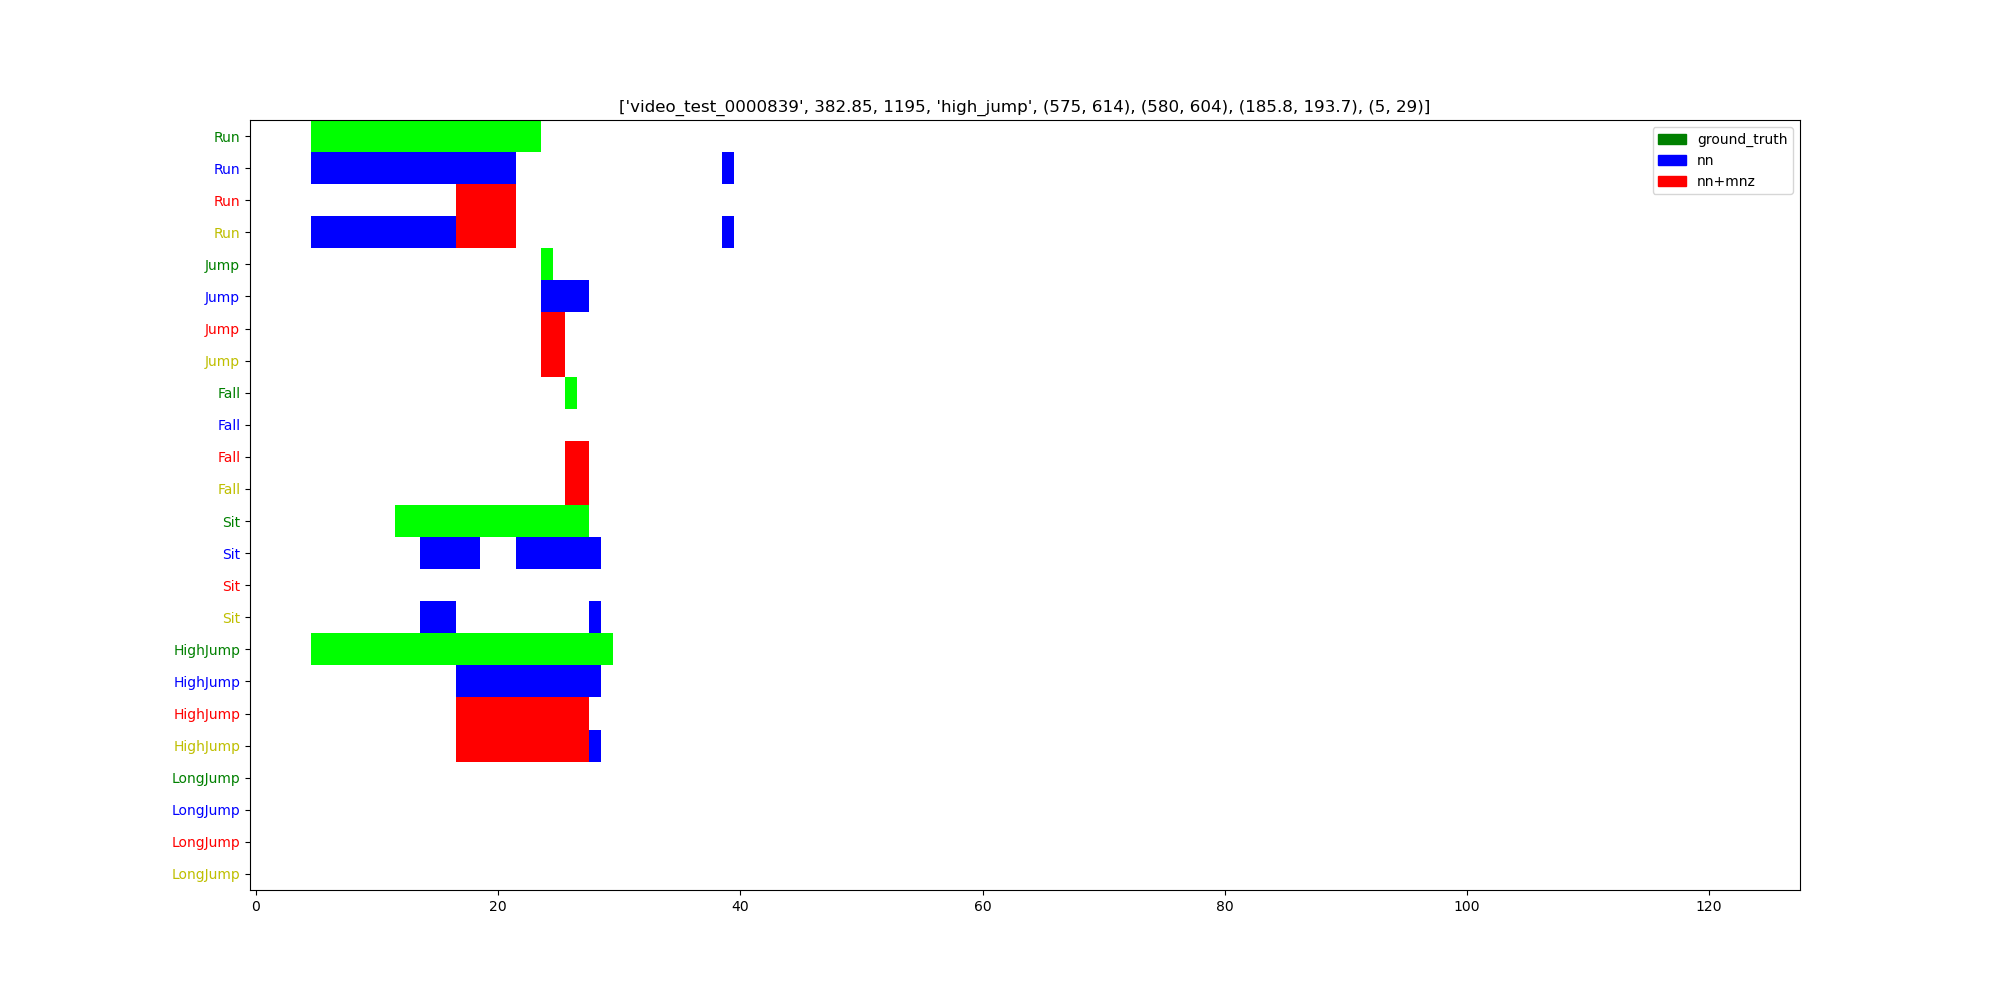 ['video_test_0000839', 382.85, 1195, 'high_jump', (575, 614), (580, 604), (185.8, 193.7), (5, 29)]
ground_truth
nn
nn+mnz
Run
Run
Run
Run
Jump
Jump
Jump
Jump
Fall
Fall
Fall
Fall
Sit
Sit
Sit
Sit
HighJump
HighJump
HighJump
HighJump
LongJump
LongJump
LongJump
LongJump
0 20 40 60 80 100 120